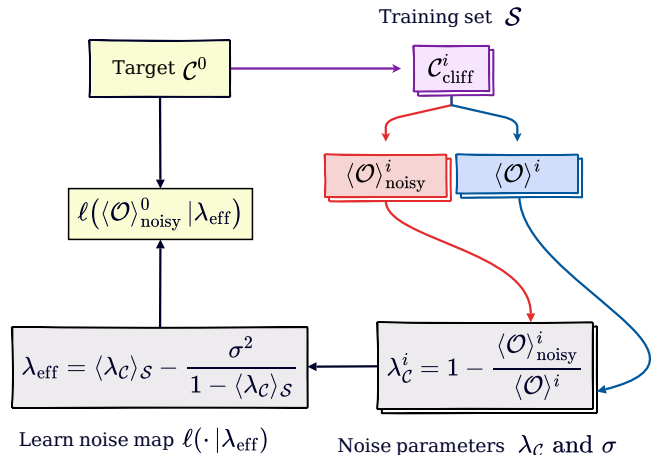 Training set 𝒮
Target 𝒞⁰
𝒞ⁱ_cliff
⟨𝒪⟩ⁱ_noisy
⟨𝒪⟩ⁱ
ℓ(⟨𝒪⟩⁰_noisy |λ_eff)
λ_eff = ⟨λ_𝒞⟩_𝒮 − σ² / (1 − ⟨λ_𝒞⟩_𝒮)
λⁱ_𝒞 = 1 − ⟨𝒪⟩ⁱ_noisy / ⟨𝒪⟩ⁱ
Learn noise map ℓ(· |λ_eff)
Noise parameters λ_𝒞 and σ